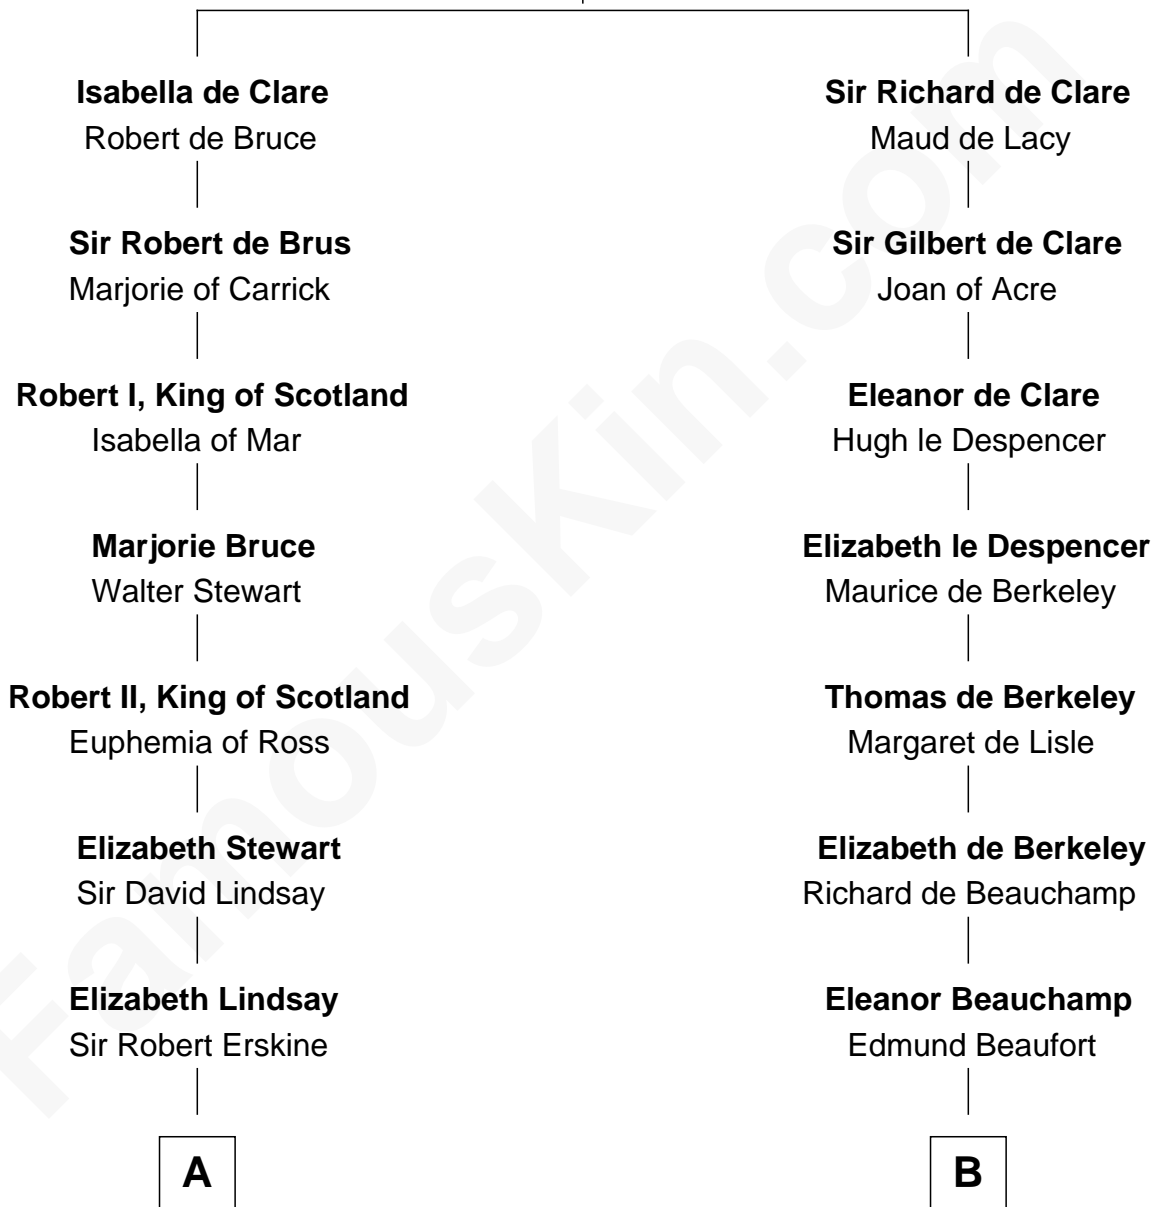 Isabella de Clare
Robert de Bruce
Sir Robert de Brus
Marjorie of Carrick
Robert I, King of Scotland
Isabella of Mar
Marjorie Bruce
Walter Stewart
Robert II, King of Scotland
Euphemia of Ross
Elizabeth Stewart
Sir David Lindsay
Elizabeth Lindsay
Sir Robert Erskine
A
Sir Richard de Clare
Maud de Lacy
Sir Gilbert de Clare
Joan of Acre
Eleanor de Clare
Hugh le Despencer
Elizabeth le Despencer
Maurice de Berkeley
Thomas de Berkeley
Margaret de Lisle
Elizabeth de Berkeley
Richard de Beauchamp
Eleanor Beauchamp
Edmund Beaufort
B
FamousKin.com